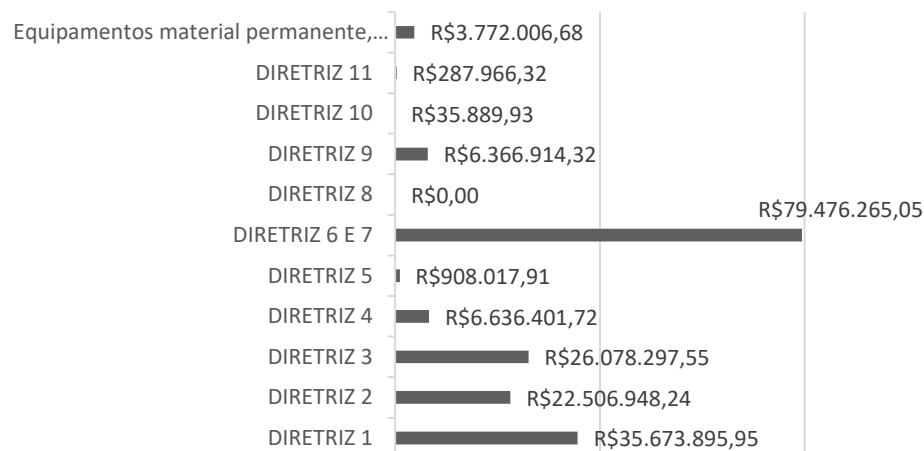 Equipamentos material permanente,... R$3.772.006,68
DIRETRIZ 11 R$287.966,32
DIRETRIZ 10 R$35.889,93
DIRETRIZ 9 R$6.366.914,32
DIRETRIZ 8 R$0,00
DIRETRIZ 6 E 7 R$79.476.265,05
DIRETRIZ 5 R$908.017,91
DIRETRIZ 4 R$6.636.401,72
DIRETRIZ 3 R$26.078.297,55
DIRETRIZ 2 R$22.506.948,24
DIRETRIZ 1 R$35.673.895,95